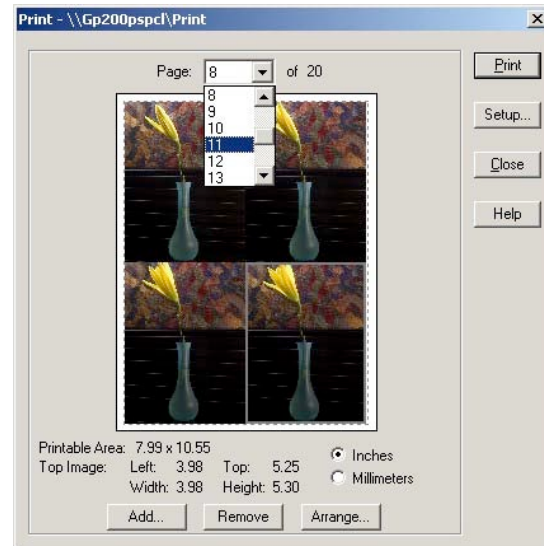 Print - \\Gp200pspcl\Print
Page: 8 of 20
8
9
10
11
12
13
Print
Setup...
Close
Help
Printable Area: 7.99 x 10.55
Top Image: Left: 3.98 Top: 5.25
Width: 3.98 Height: 5.30
Inches
Millimeters
Add... Remove Arrange...